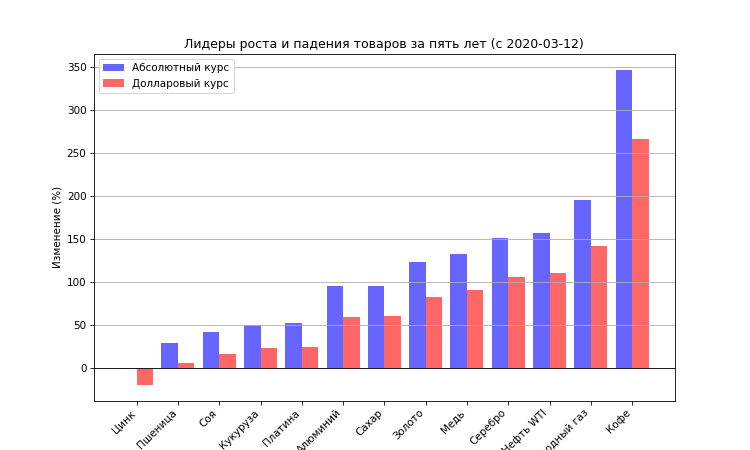 Лидеры роста и падения товаров за пять лет (с 2020-03-12)
Абсолютный курс
Долларовый курс
Изменение (%)
350
300
250
200
150
100
50
0
Цинк
Пшеница
Соя
Кукуруза
Платина
Алюминий
Сахар
Золото
Медь
Серебро
Нефть WTI
газ
Кофе